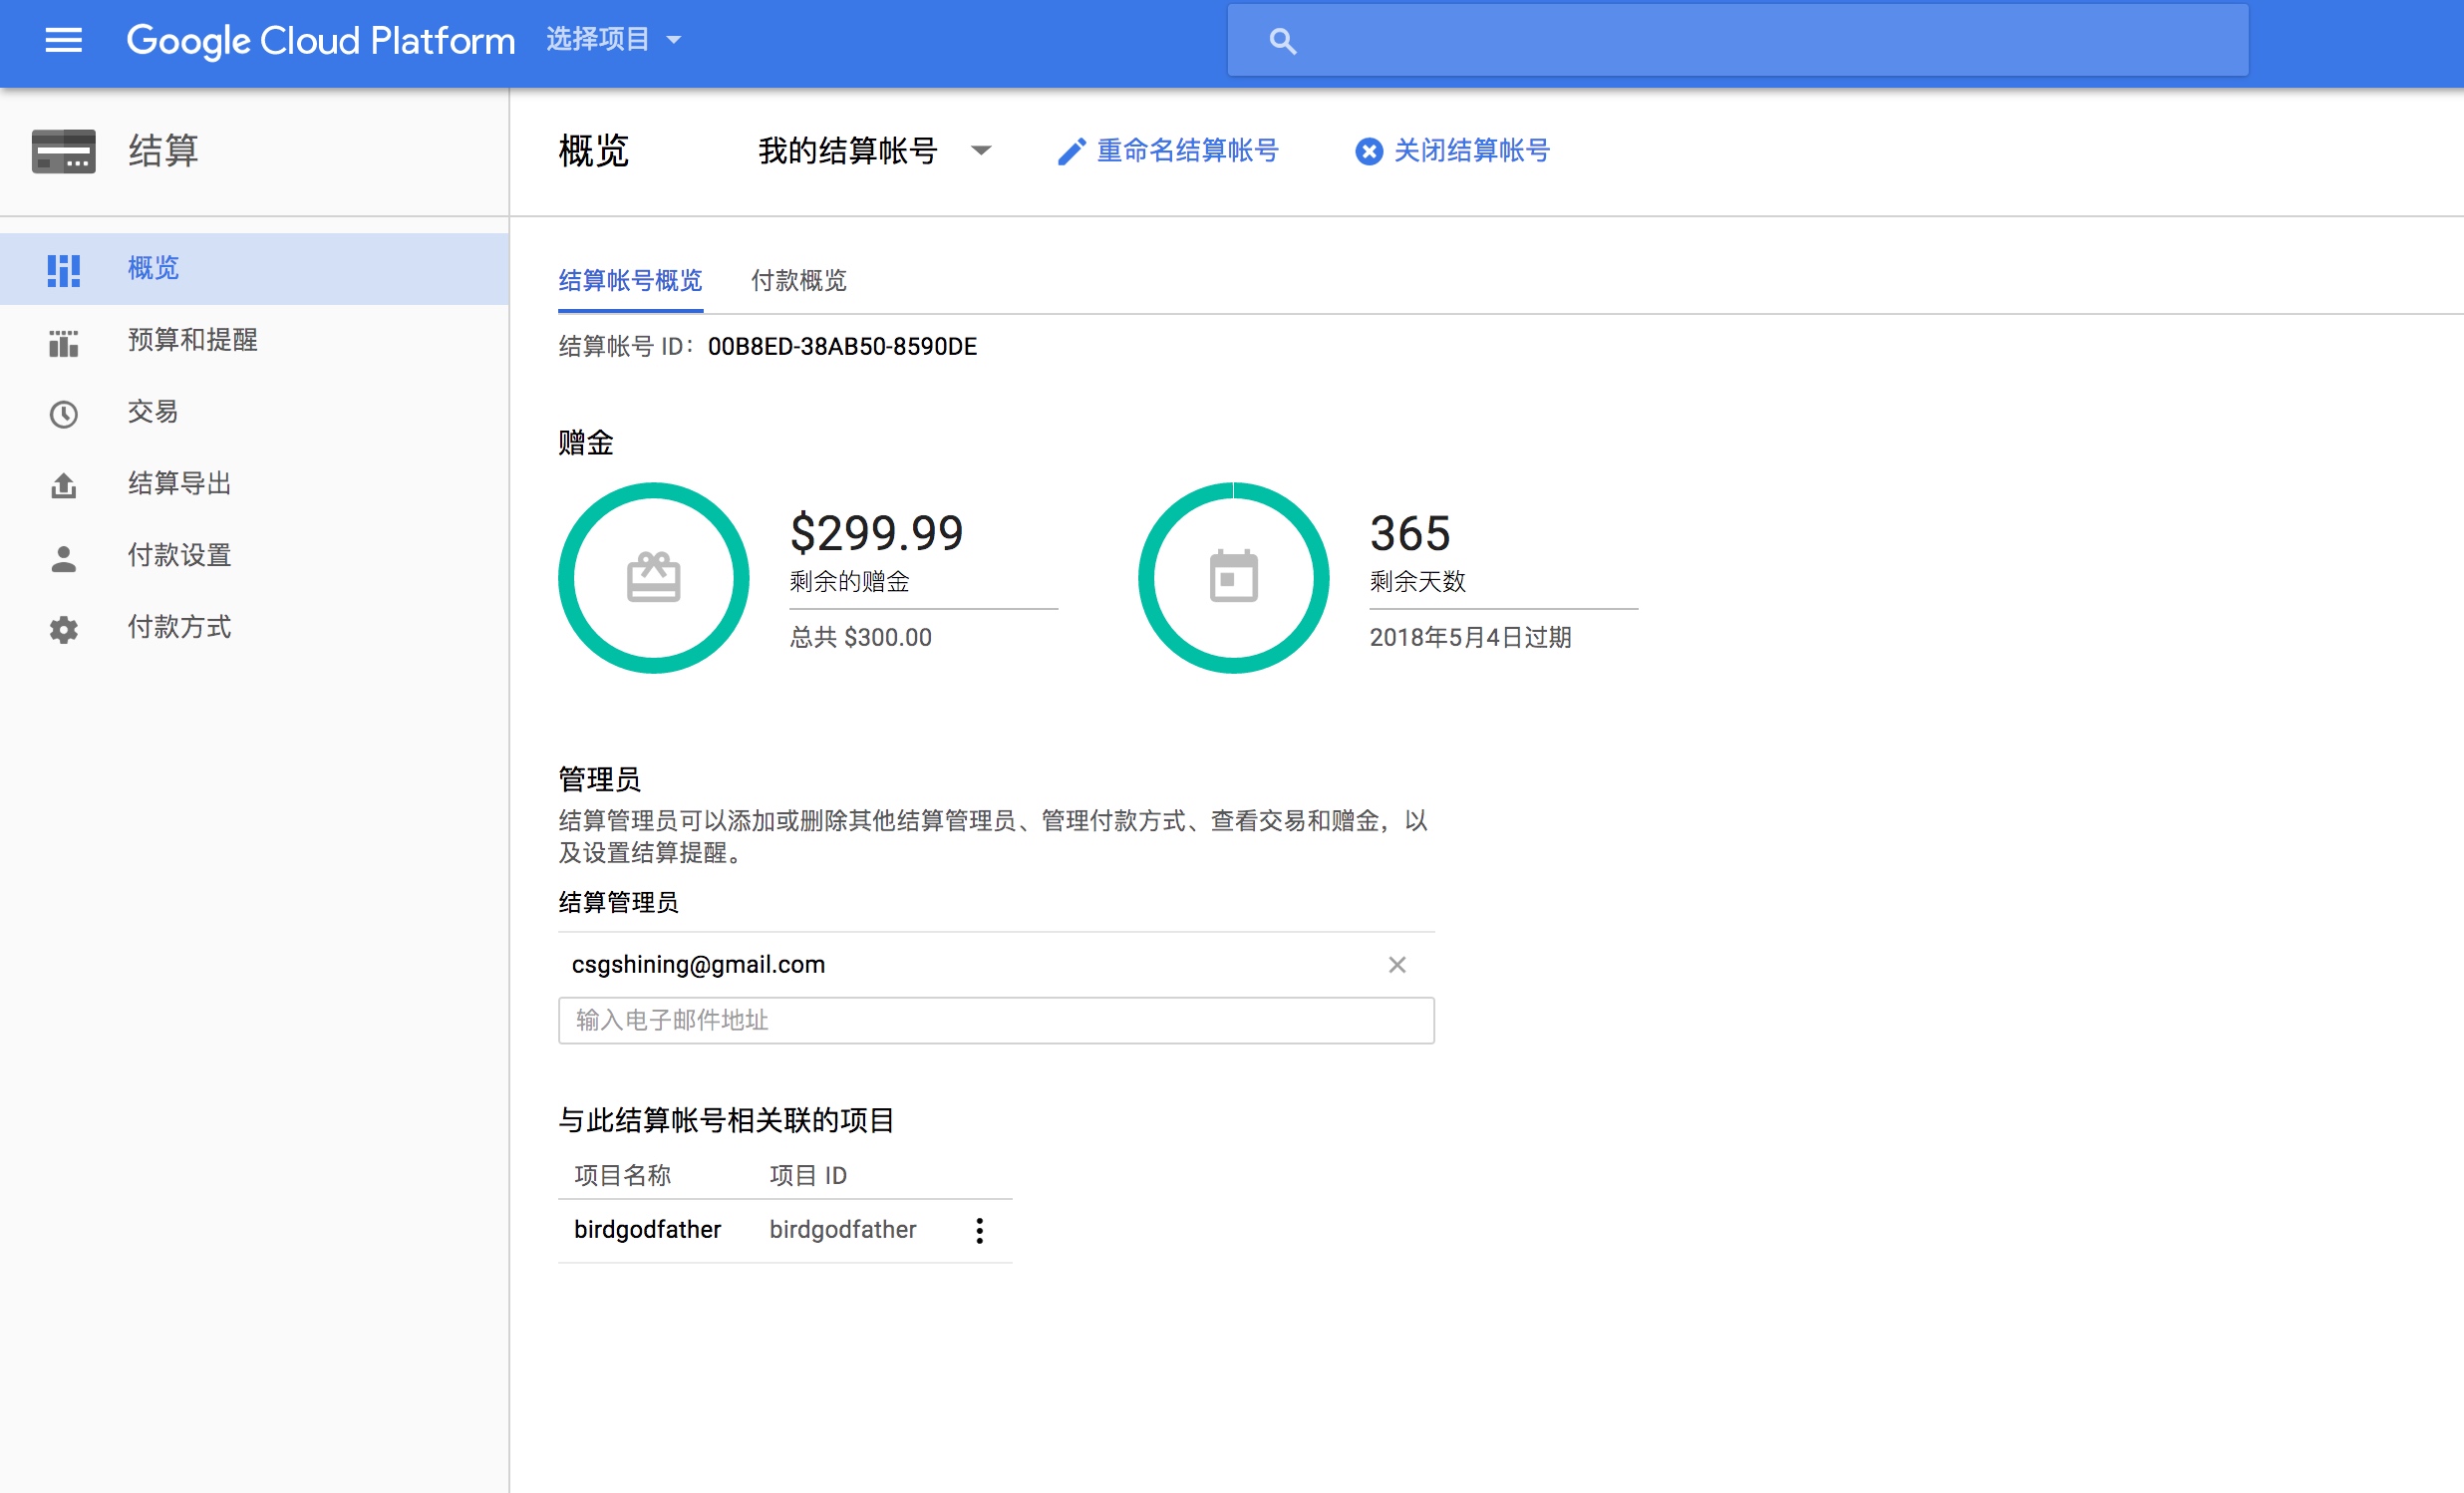 Google Cloud Platform 选择项目
结算
概览 我的结算帐号 重命名结算帐号 关闭结算帐号
概览
预算和提醒
交易
结算导出
付款设置
付款方式
结算帐号概览 付款概览
结算帐号 ID： 00B8ED-38AB50-8590DE
赠金
$299.99
剩余的赠金
总共 $300.00
365
剩余天数
2018年5月4日过期
管理员
结算管理员可以添加或删除其他结算管理员、管理付款方式、查看交易和赠金，以
及设置结算提醒。
结算管理员
csgshining@gmail.com
输入电子邮件地址
与此结算帐号相关联的项目
项目名称 项目 ID
birdgodfather birdgodfather